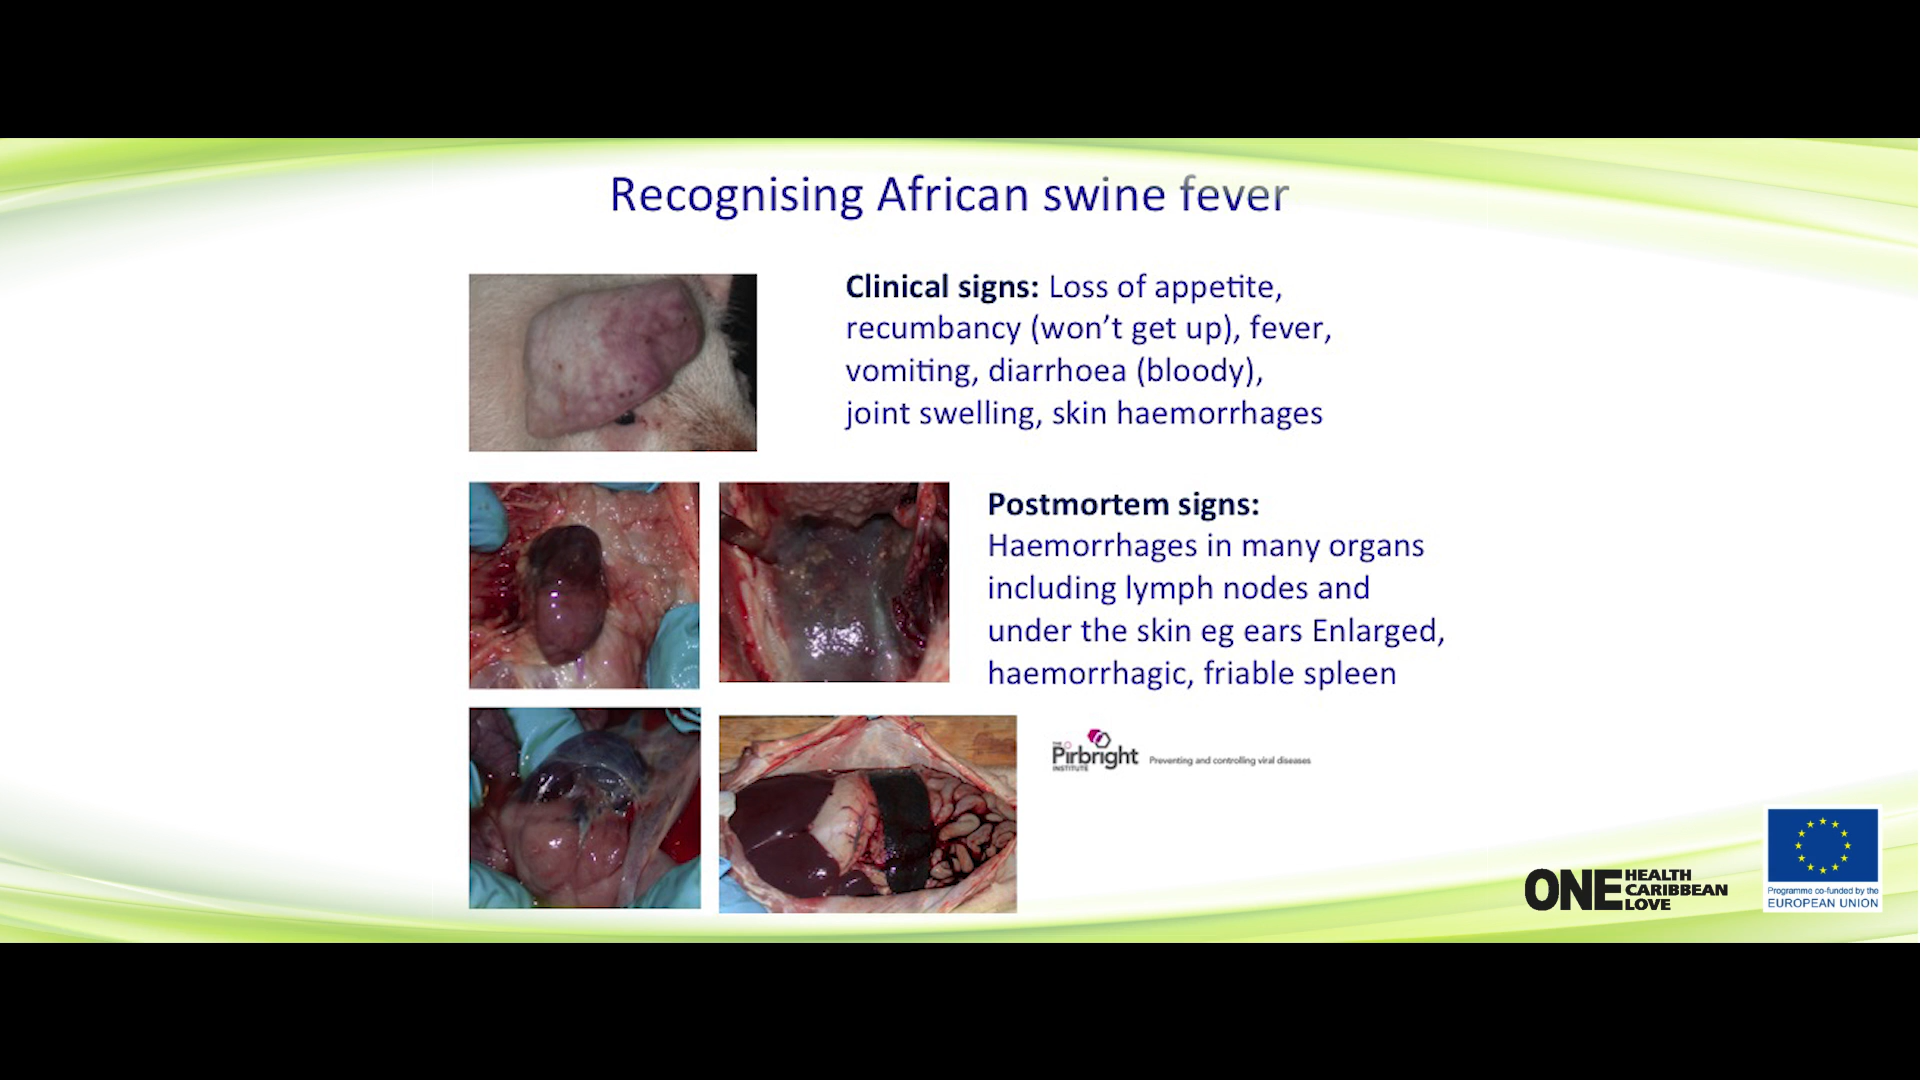 Recognising African swine fever
Clinical signs: Loss of appetite,
recumbancy (won’t get up), fever,
vomiting, diarrhoea (bloody),
joint swelling, skin haemorrhages
Postmortem signs:
Haemorrhages in many organs
including lymph nodes and
under the skin eg ears Enlarged,
haemorrhagic, friable spleen
THE
Pirbright
INSTITUTE
Preventing and controlling viral diseases
ONE HEALTH
CARIBBEAN
LOVE
Programme co-funded by the
EUROPEAN UNION